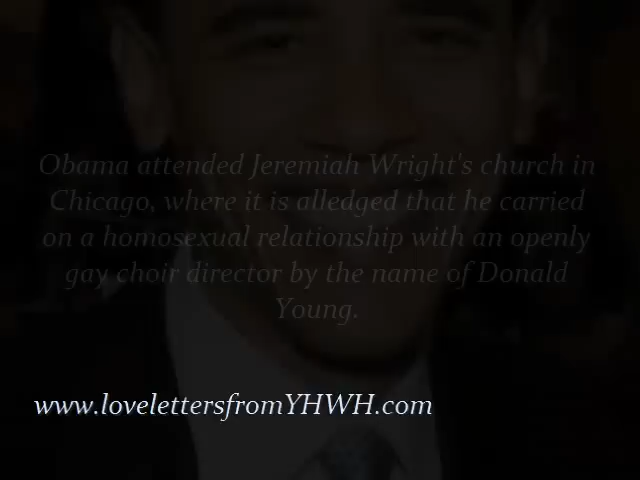 Obama attended Jeremiah Wright's church in
Chicago, where it is alledged that he carried
on a homosexual relationship with an openly
gay choir director by the name of Donald
Young.
www.lovelettersfromYHWH.com